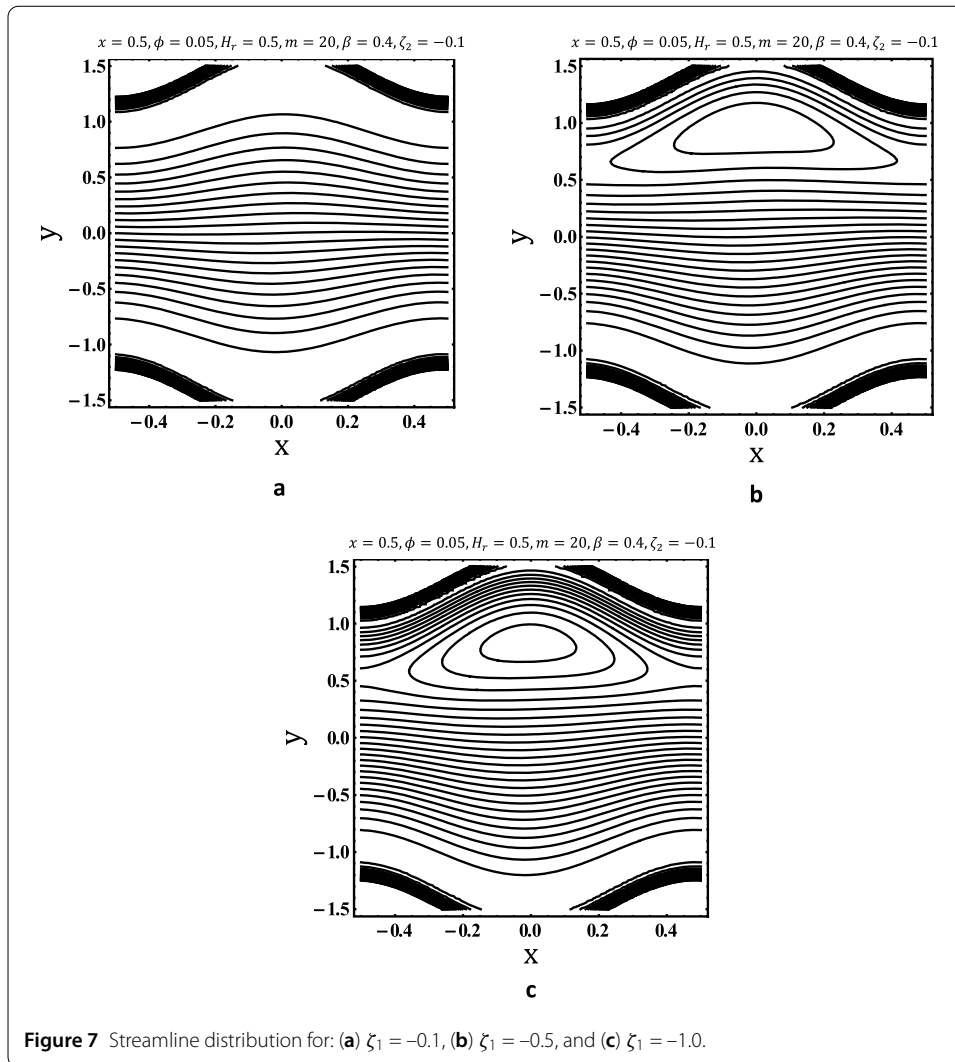 x = 0.5, ϕ = 0.05, H_r = 0.5, m = 20, β = 0.4, ζ_2 = −0.1
1.5
1.0
0.5
0.0
−0.5
−1.0
−1.5
y
−0.4 −0.2 0.0 0.2 0.4
x
a
x = 0.5, ϕ = 0.05, H_r = 0.5, m = 20, β = 0.4, ζ_2 = −0.1
1.5
1.0
0.5
0.0
−0.5
−1.0
−1.5
y
−0.4 −0.2 0.0 0.2 0.4
x
b
x = 0.5, ϕ = 0.05, H_r = 0.5, m = 20, β = 0.4, ζ_2 = −0.1
1.5
1.0
0.5
0.0
−0.5
−1.0
−1.5
y
−0.4 −0.2 0.0 0.2 0.4
x
c
Figure 7 Streamline distribution for: (a) ζ_1 = –0.1, (b) ζ_1 = –0.5, and (c) ζ_1 = –1.0.